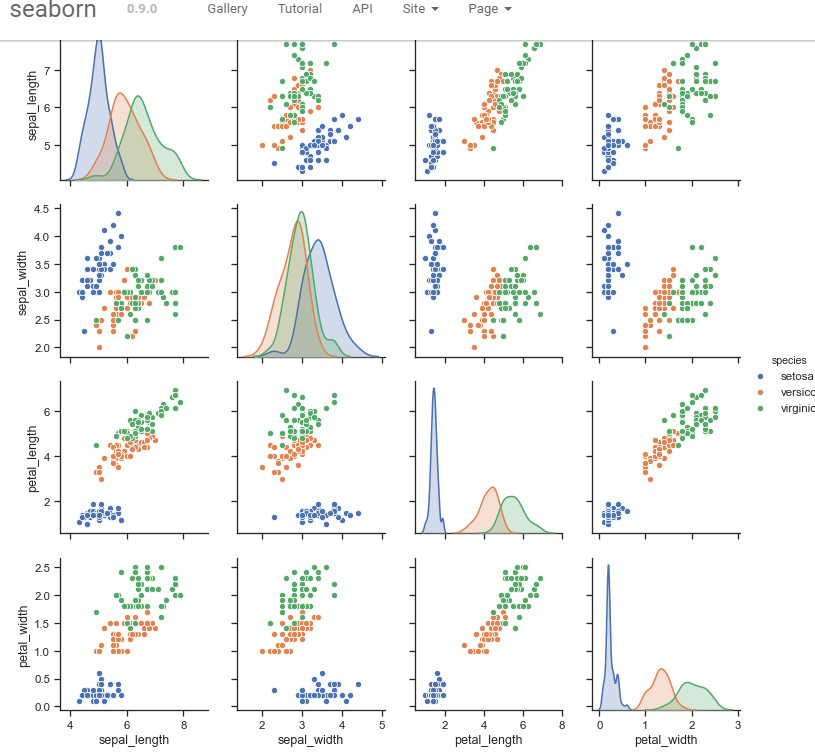 seaborn 0.9.0 Gallery Tutorial API Site Page
sepal_length
7
6
5
sepal_width
4.5
4.0
3.5
3.0
2.5
2.0
species
setosa
versico
virginic
petal_length
6
4
2
petal_width
2.5
2.0
1.5
1.0
0.5
0.0
4 6 8 2 3 4 5 2 4 6 8 0 1 2 3
sepal_length sepal_width petal_length petal_width